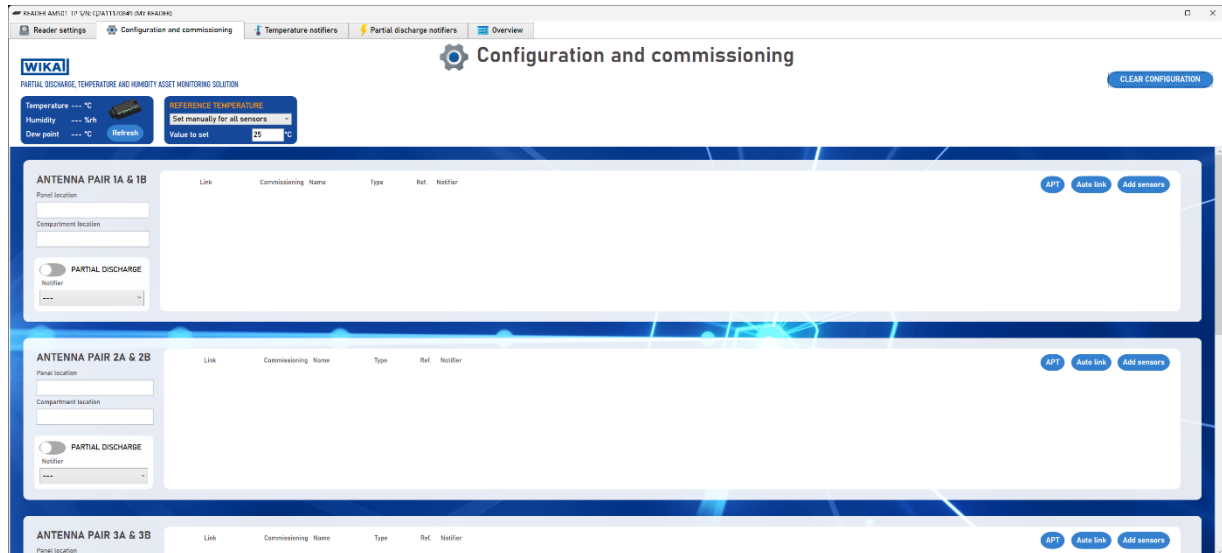 READER AMS01 TP S/N: (MY READER)
Reader settings Configuration and commissioning Temperature notifiers Partial discharge notifiers Overview
Configuration and commissioning
WIKA
PARTIAL DISCHARGE, TEMPERATURE AND HUMIDITY ASSET MONITORING SOLUTION
CLEAR CONFIGURATION
Temperature --- °C
Humidity --- %rh
Dew point --- °C Refresh
REFERENCE TEMPERATURE
Set manually for all sensors
Value to set 25 °C
ANTENNA PAIR 1A & 1B
Panel location
Compartment location
PARTIAL DISCHARGE
Notifier
---
Link Commissioning Name Type Ref. Notifier
APT Auto link Add sensors
ANTENNA PAIR 2A & 2B
Panel location
Compartment location
PARTIAL DISCHARGE
Notifier
---
Link Commissioning Name Type Ref. Notifier
APT Auto link Add sensors
ANTENNA PAIR 3A & 3B
Panel location
Link Commissioning Name Type Ref. Notifier
APT Auto link Add sensors